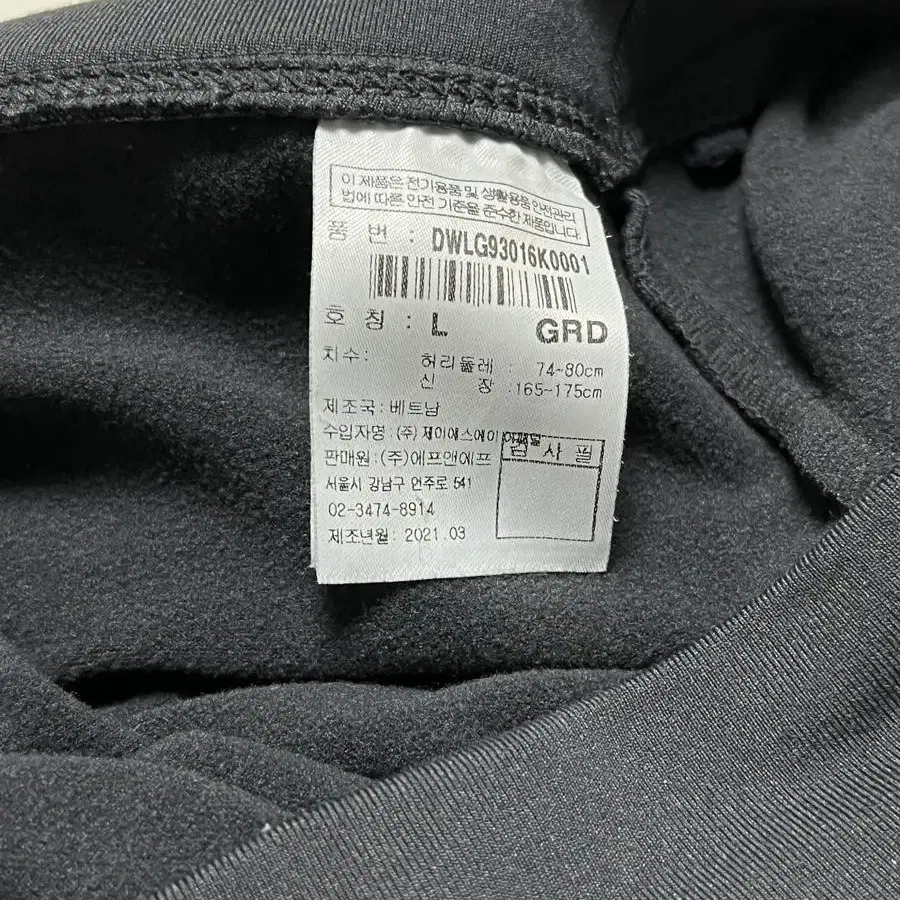 이 제품은 전기용품 및 생활용품 안전관리
법에 따른 안전 기준을 준수한 제품입니다.
품 번 : DWLG93016K0001
호 칭 : L GRD
치수: 허리둘레 : 74~80cm
신 장 :165~175cm
제조국:베트남
수입자명:(주) 제이에스에이 어패럴
판매원:(주)에프앤에프
검 사 필
서울시 강남구 언주로 541
02-3474-8914
제조년월: 2021.03